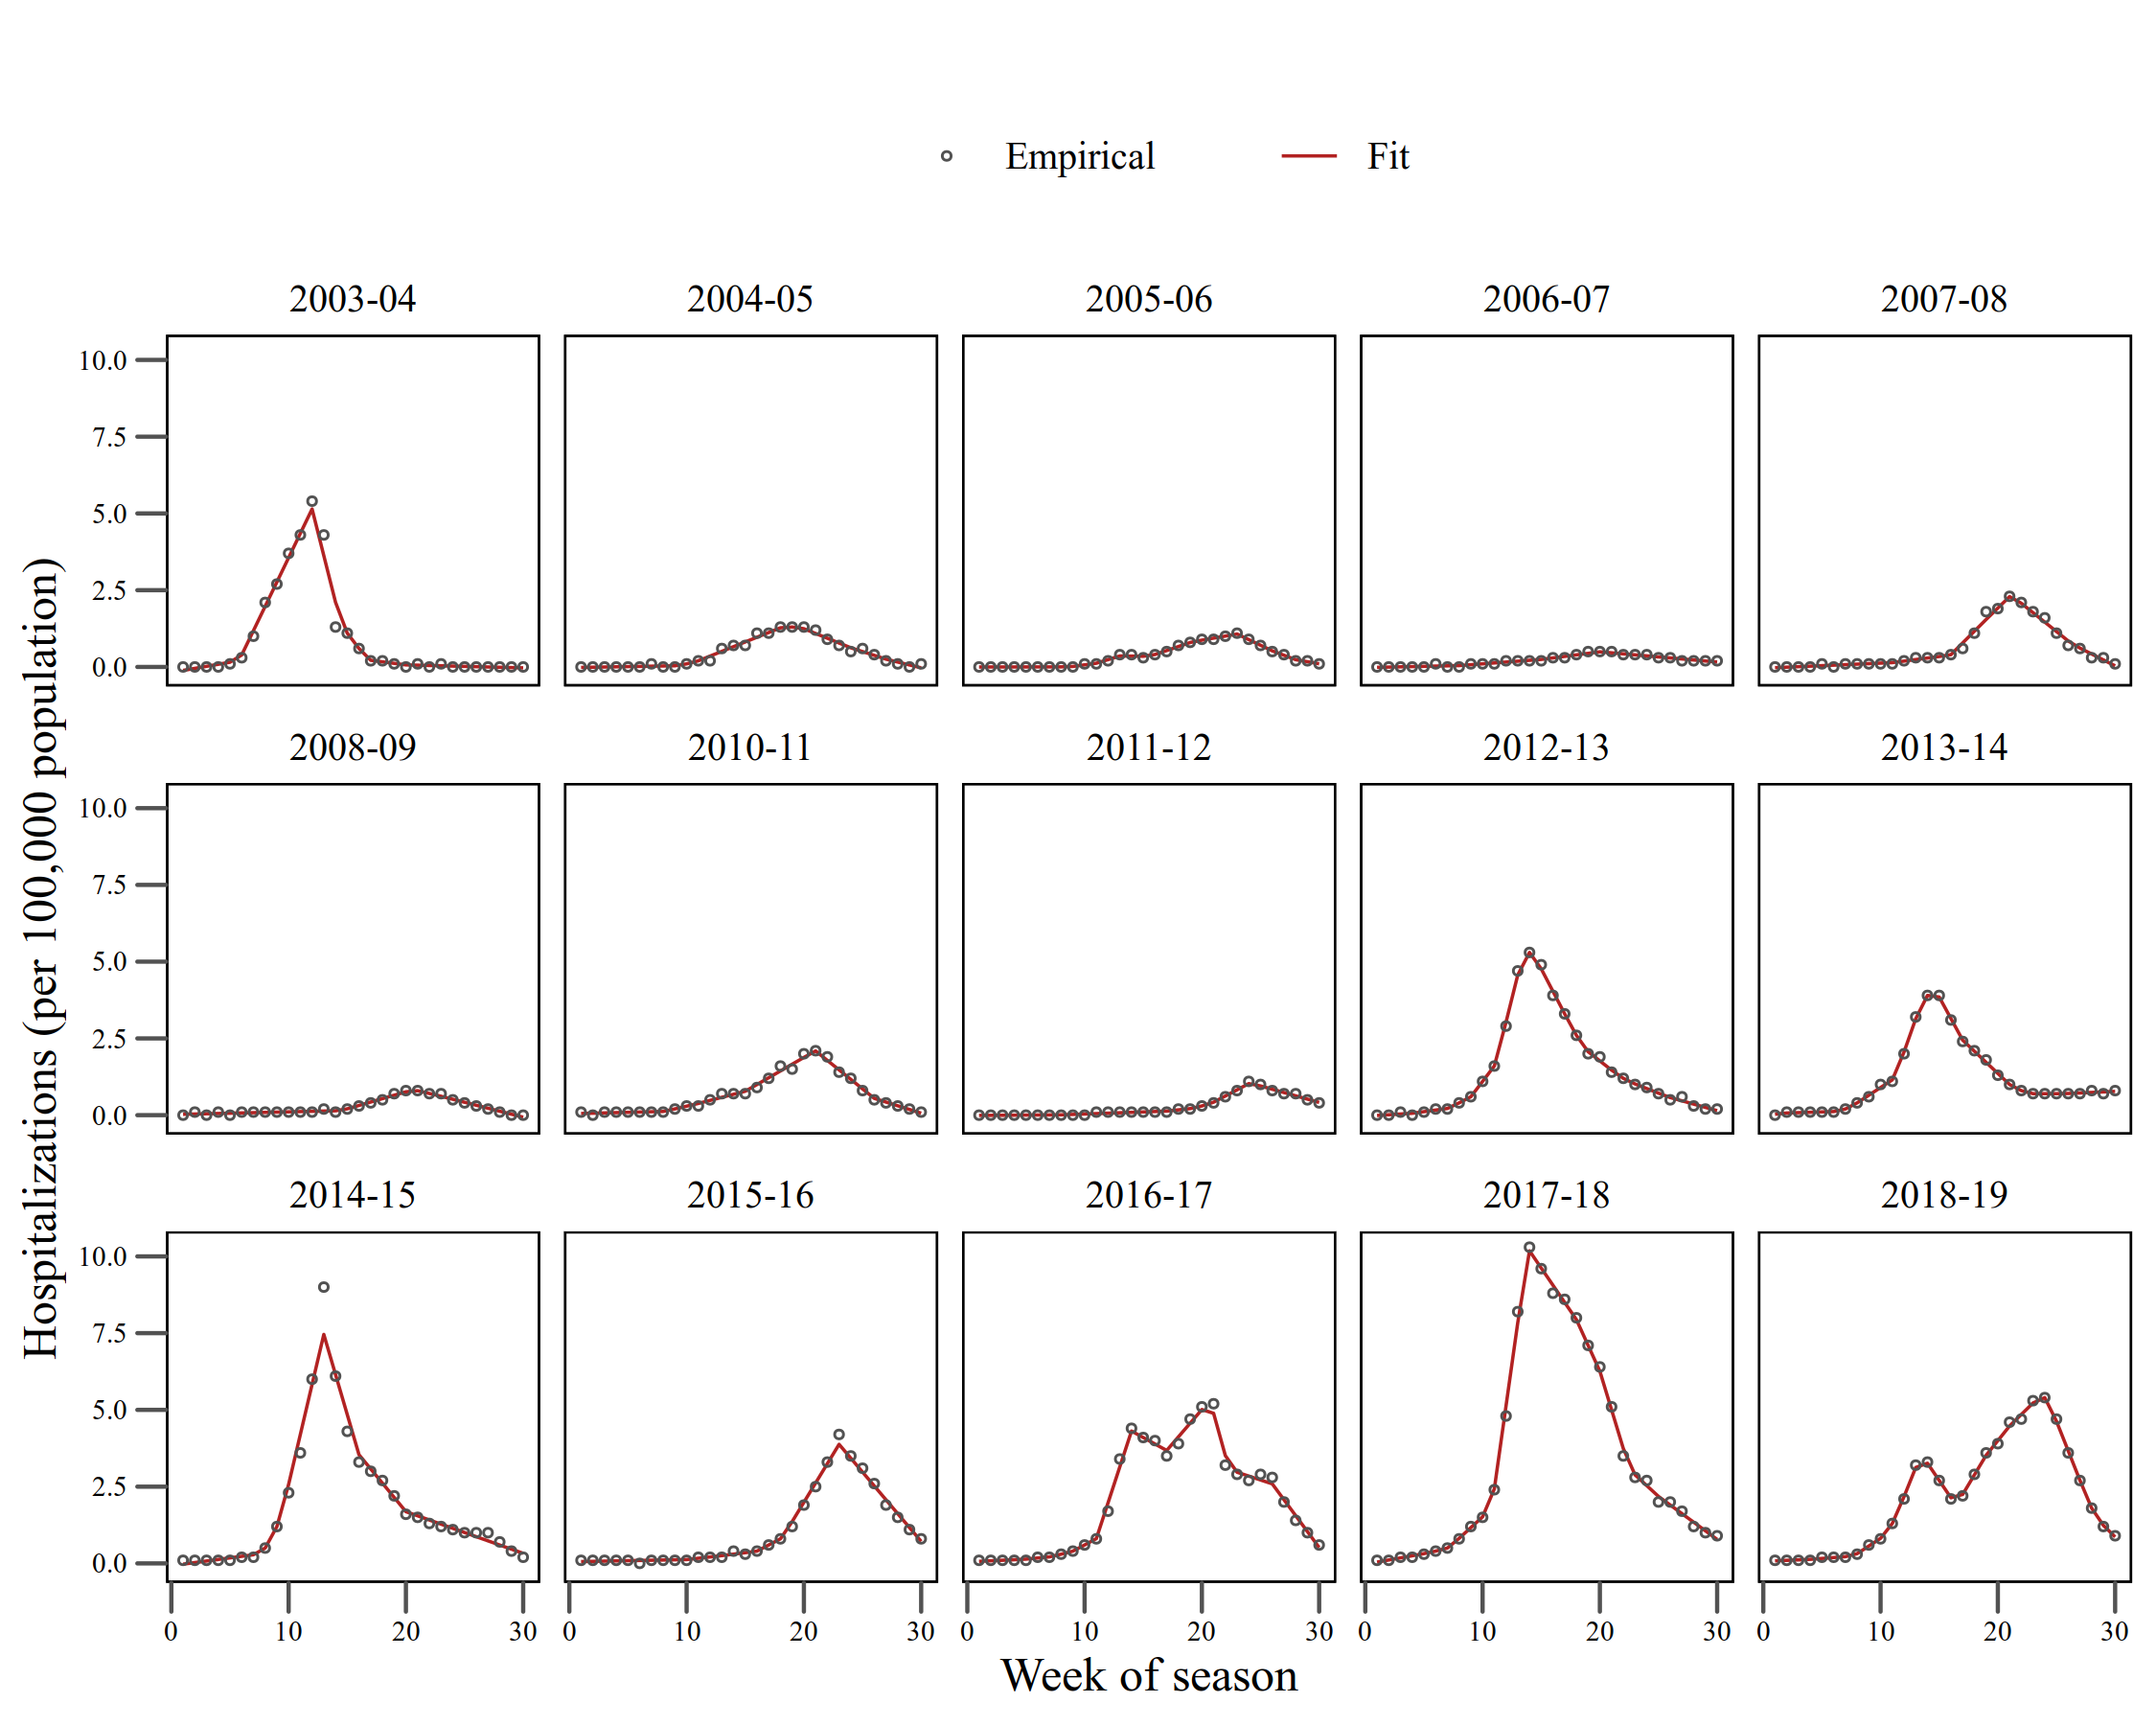 Empirical Fit
2003-04 2004-05 2005-06 2006-07 2007-08
10.0
7.5
5.0
2.5
0.0
2008-09 2010-11 2011-12 2012-13 2013-14
10.0
7.5
5.0
2.5
0.0
2014-15 2015-16 2016-17 2017-18 2018-19
10.0
7.5
5.0
2.5
0.0
0 10 20 30 0 10 20 30 0 10 20 30 0 10 20 30 0 10 20 30
Week of season
Hospitalizations (per 100,000 population)